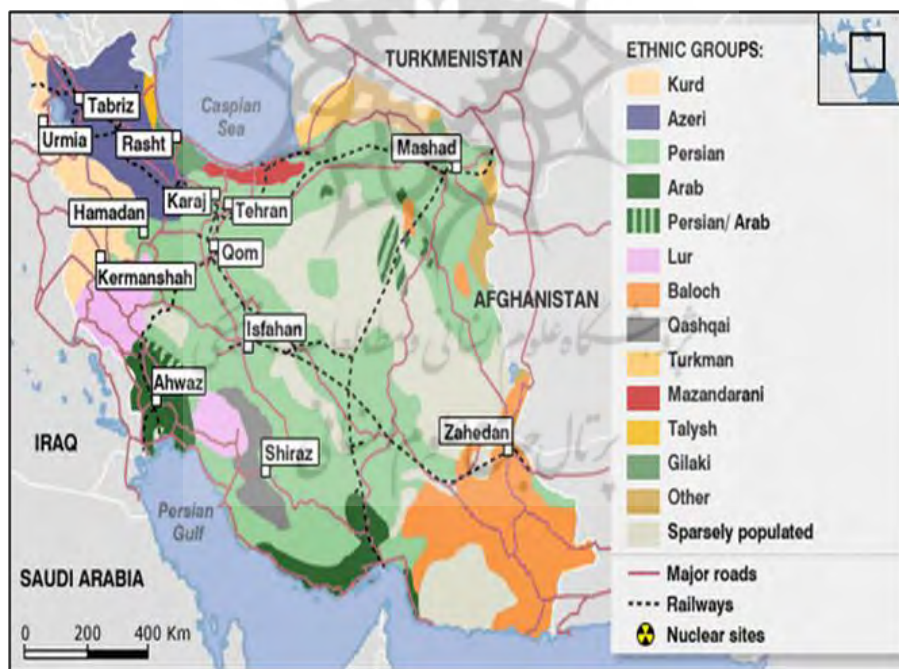 TURKMENISTAN
Caspian
Sea
Tabriz
Urmia
Rasht
Mashad
Karaj
Tehran
Hamadan
Qom
Kermanshah
AFGHANISTAN
Isfahan
Ahwaz
IRAQ
Zahedan
Shiraz
Persian
Gulf
SAUDI ARABIA
0 200 400 Km
ETHNIC GROUPS:
Kurd
Azeri
Persian
Arab
Persian/ Arab
Lur
Baloch
Qashqai
Turkman
Mazandarani
Talysh
Gilaki
Other
Sparsely populated
Major roads
Railways
Nuclear sites